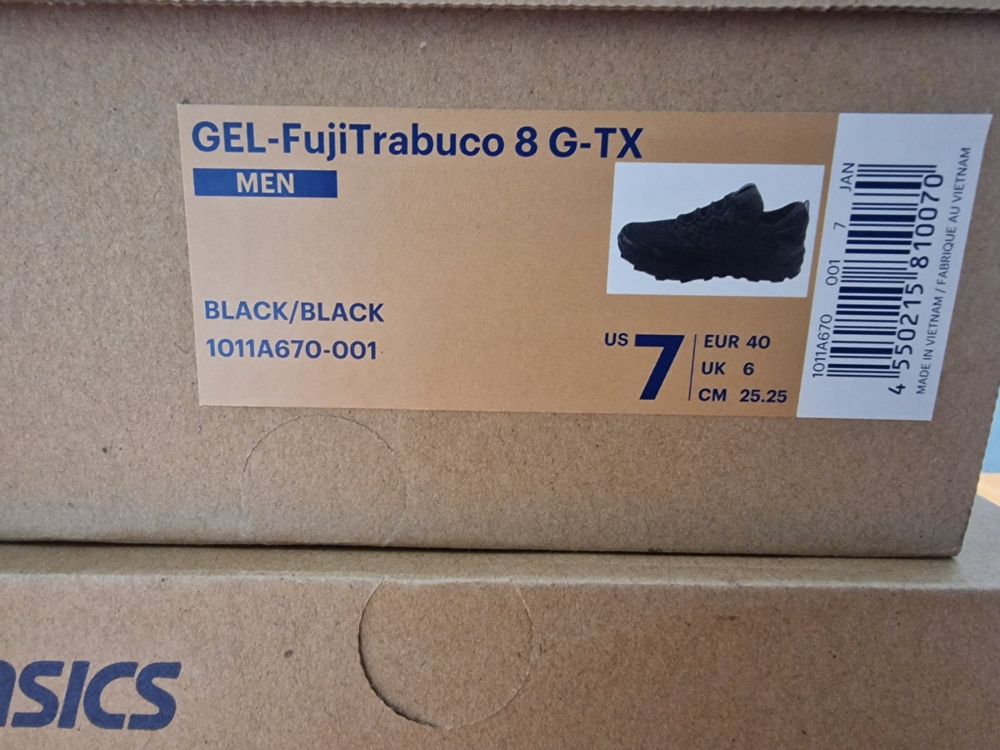 GEL-FujiTrabuco 8 G-TX
MEN
BLACK/BLACK
1011A670-001
US 7
EUR 40
UK 6
CM 25.25
1011A670 001 7 JAN
4 550215 810070
MADE IN VIETNAM / FABRIQUE AU VIETNAM
asics